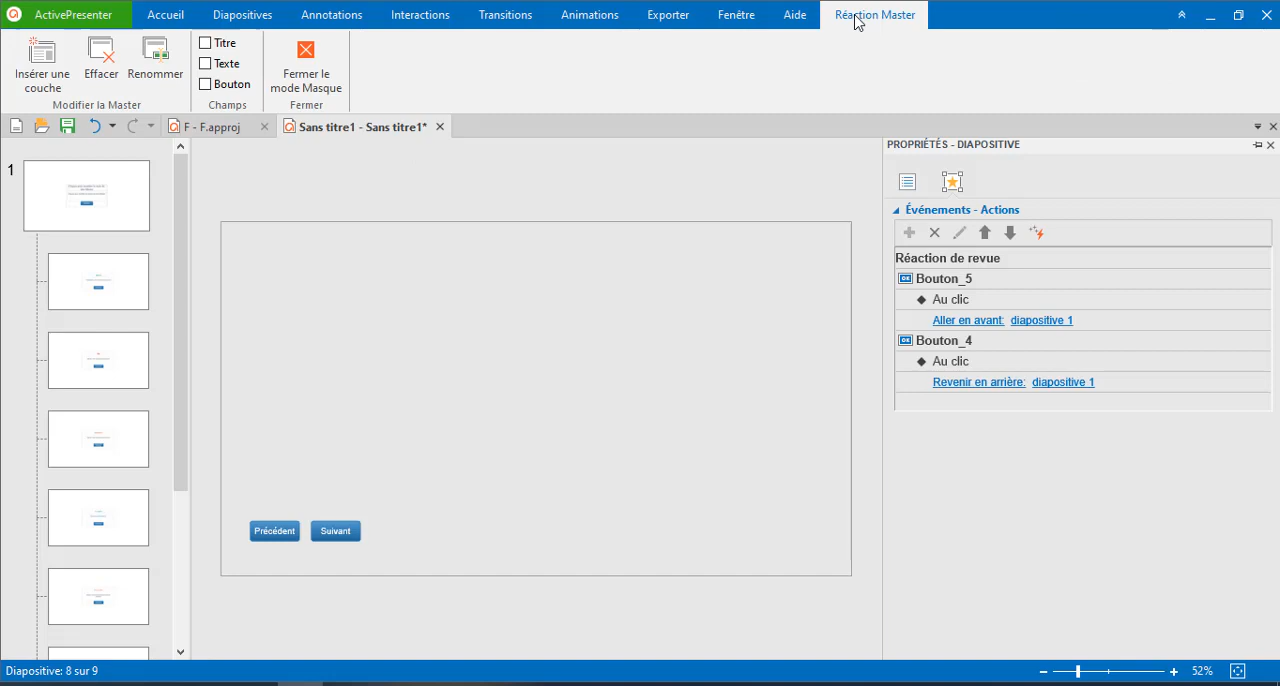 ActivePresenter
Accueil
Diapositives
Annotations
Interactions
Transitions
Animations
Exporter
Fenêtre
Aide
Réaction Master
Insérer une
couche
Effacer
Renommer
Titre
Texte
Bouton
Fermer le
mode Masque
Modifier la Master
Champs
Fermer
F - F.approj
Sans titre1 - Sans titre1*
1
PROPRIÉTÉS - DIAPOSITIVE
Événements - Actions
Réaction de revue
OK Bouton_5
Au clic
Aller en avant: diapositive 1
OK Bouton_4
Au clic
Revenir en arrière: diapositive 1
Précédent
Suivant
Diapositive: 8 sur 9
52%